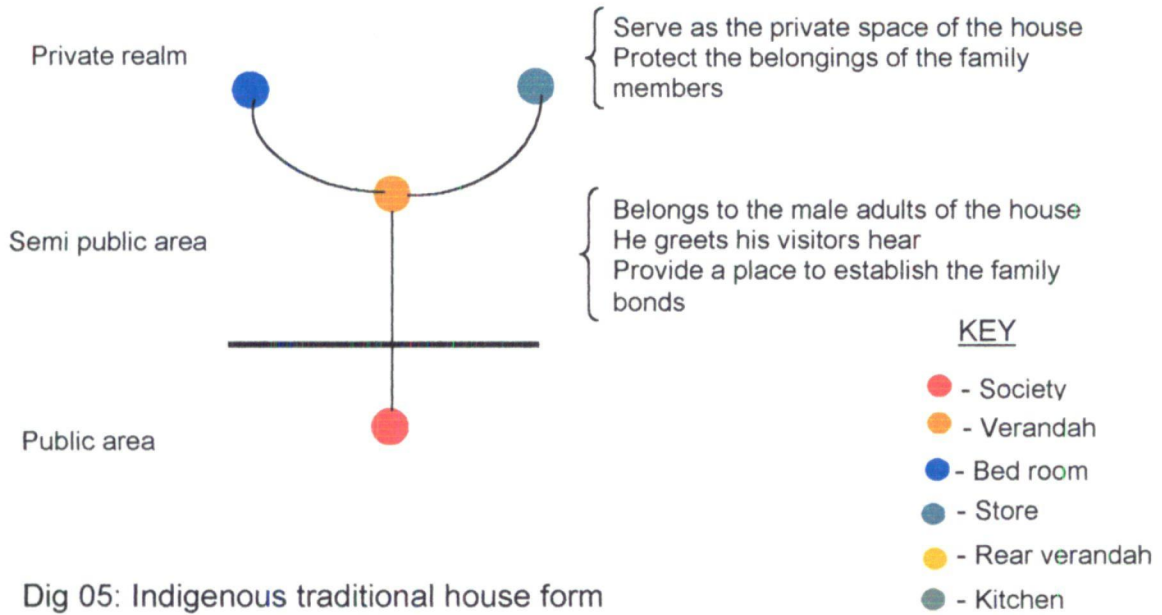 Private realm
Serve as the private space of the house
Protect the belongings of the family
members
Semi public area
Belongs to the male adults of the house
He greets his visitors hear
Provide a place to establish the family
bonds
Public area
KEY
- Society
- Verandah
- Bed room
- Store
- Rear verandah
- Kitchen
Dig 05: Indigenous traditional house form